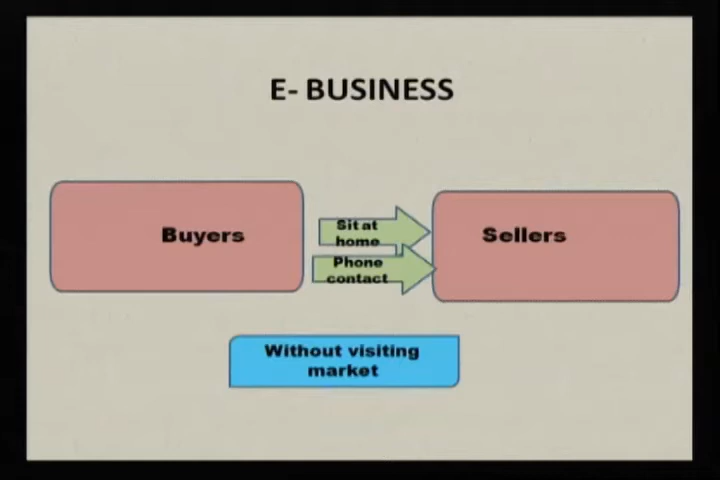 E- BUSINESS
Buyers
Sit at
home
Phone
contact
Sellers
Without visiting
market